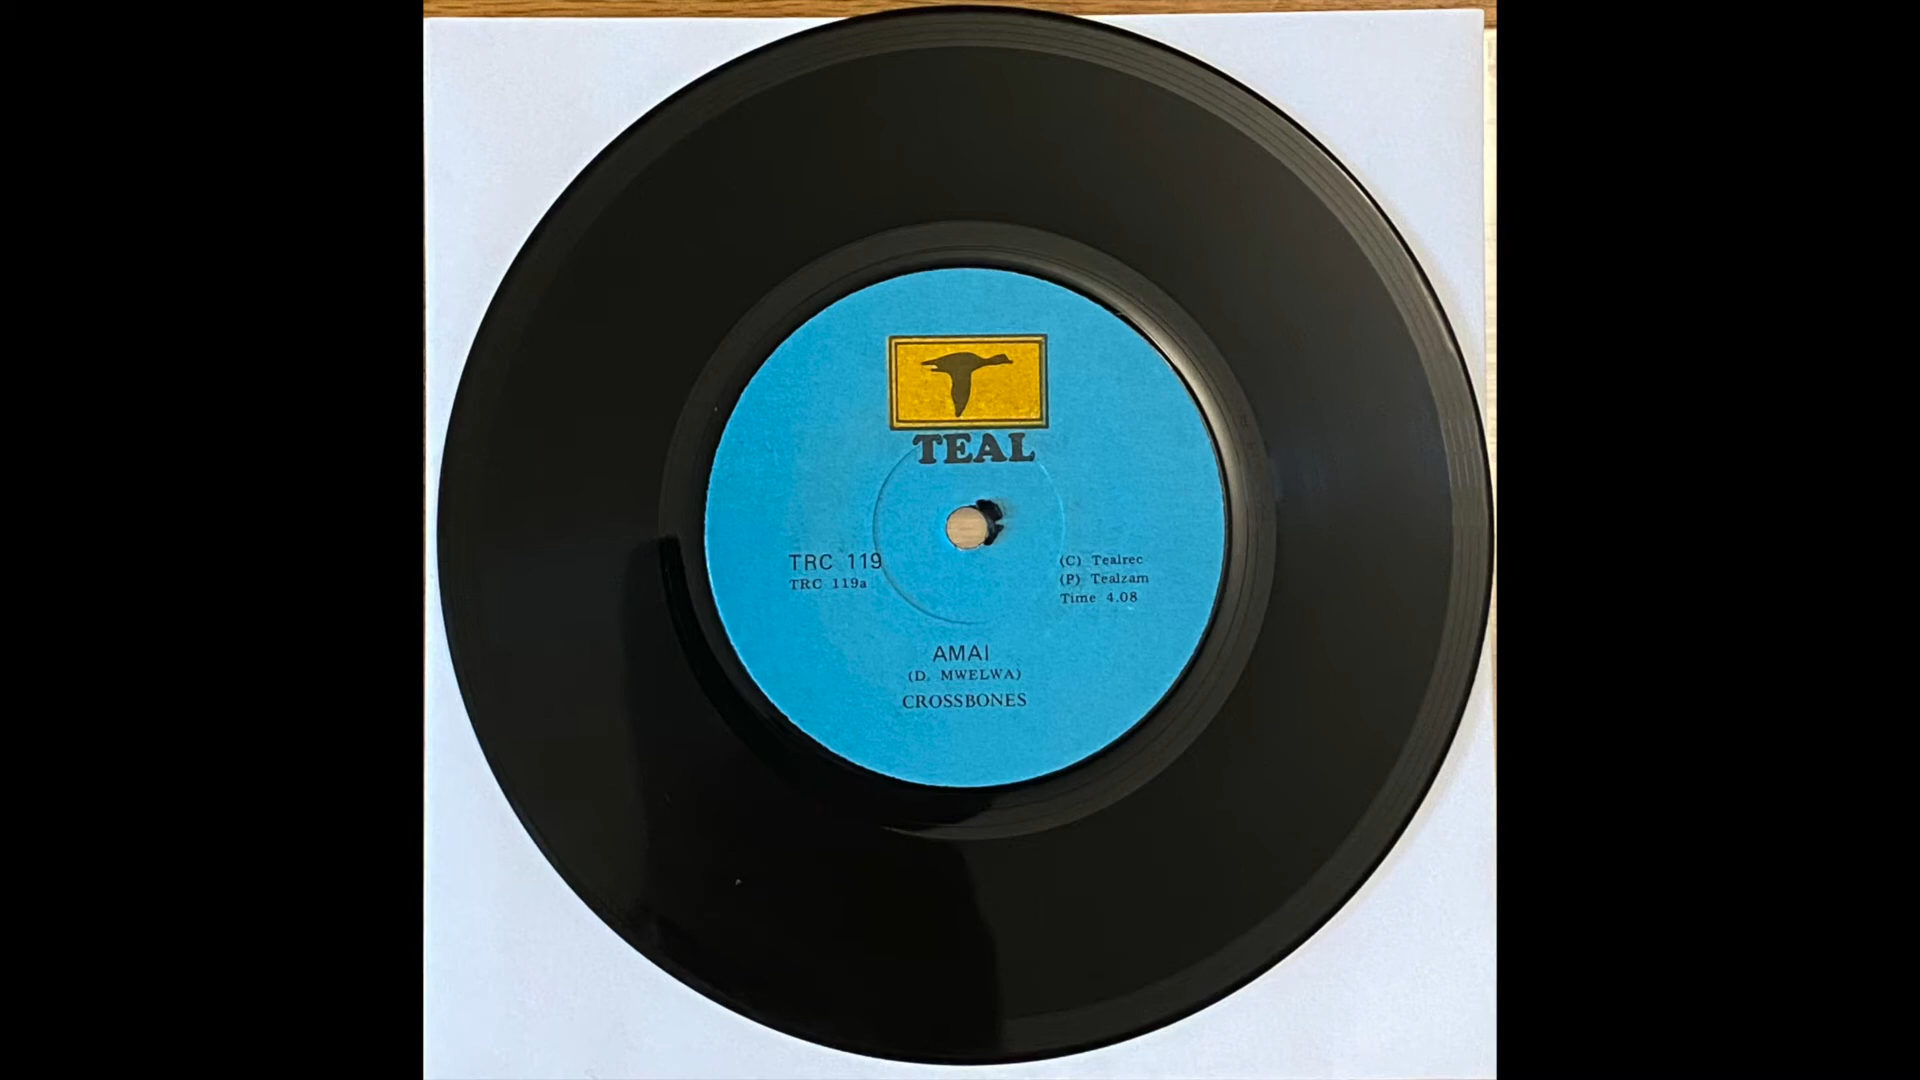 TEAL
TRC 119
TRC 119a
(C) Tealrec
(P) Tealzam
Time 4.08
AMAI
(D. MWELWA)
CROSSBONES